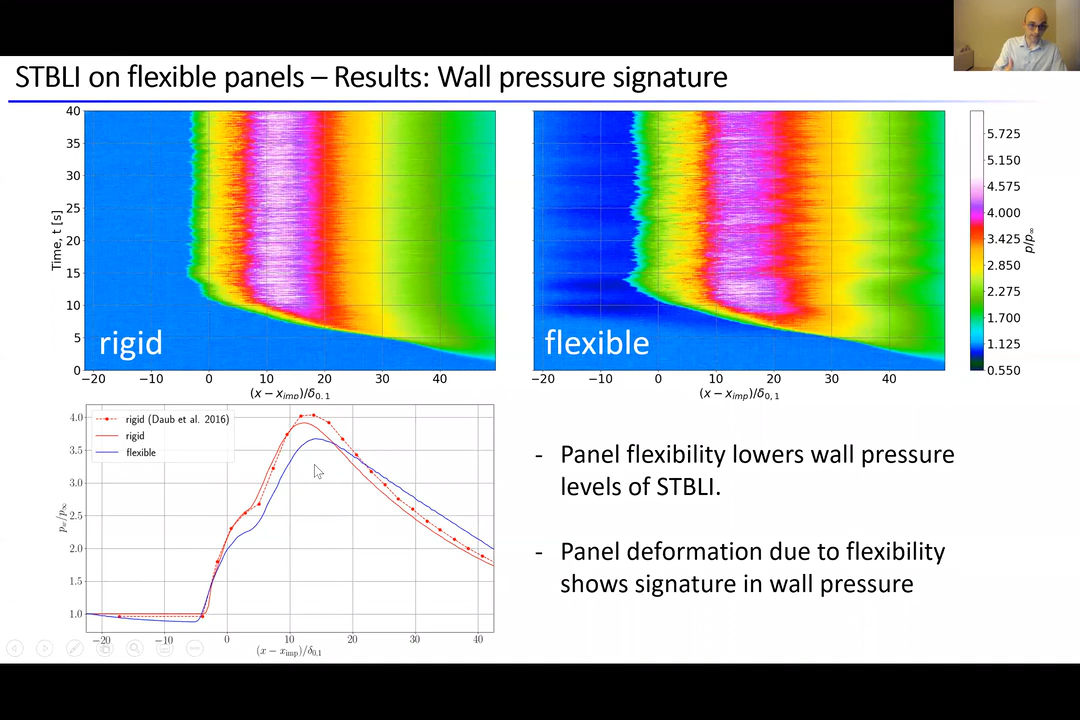 STBLI on flexible panels – Results: Wall pressure signature
40
35
30
25
20
15
10
5
0
Time, t [s]
rigid
−20 −10 0 10 20 30 40
(x − x_imp)/δ_0,1
flexible
−20 −10 0 10 20 30 40
(x − x_imp)/δ_0,1
5.725
5.150
4.575
4.000
3.425
2.850
2.275
1.700
1.125
0.550
p/p∞
4.0
3.5
3.0
2.5
2.0
1.5
1.0
p_w/p∞
rigid (Daub et al. 2016)
rigid
flexible
−20 −10 0 10 20 30 40
(x − x_imp)/δ_0,1
- Panel flexibility lowers wall pressure
levels of STBLI.
- Panel deformation due to flexibility
shows signature in wall pressure